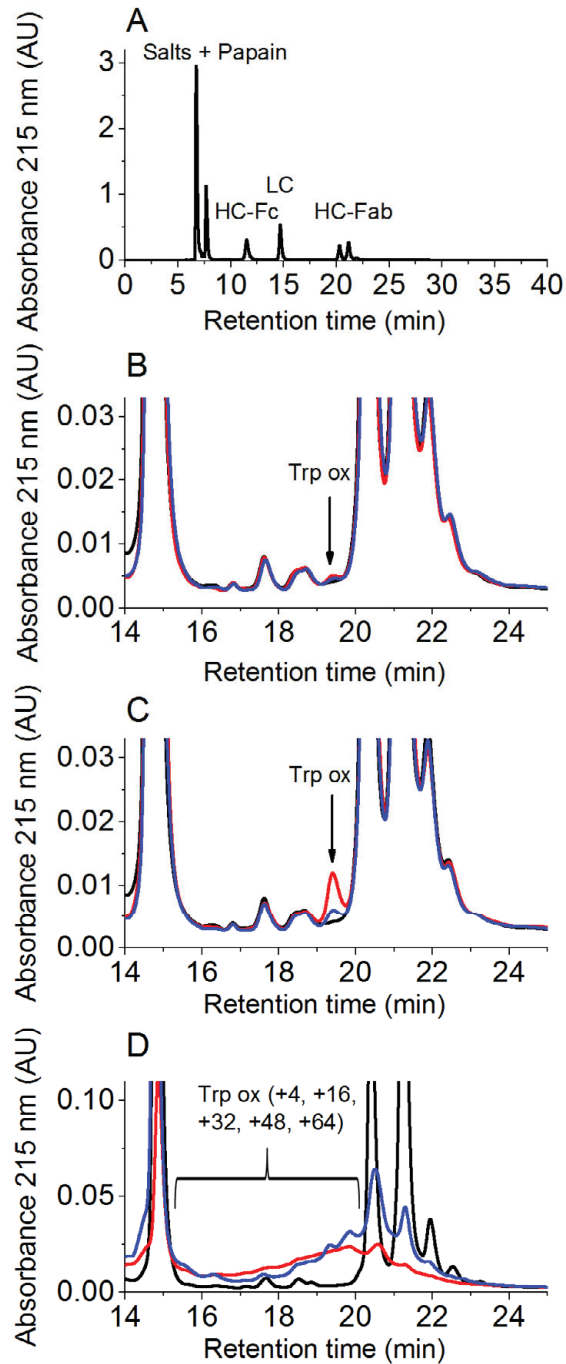 A
Absorbance 215 nm (AU)
3
2
1
0
Salts + Papain
HC-Fc
LC
HC-Fab
0 5 10 15 20 25 30 35 40
Retention time (min)
B
Absorbance 215 nm (AU)
0.03
0.02
0.01
0.00
Trp ox
14 16 18 20 22 24
Retention time (min)
C
Absorbance 215 nm (AU)
0.03
0.02
0.01
0.00
Trp ox
14 16 18 20 22 24
Retention time (min)
D
Absorbance 215 nm (AU)
0.10
0.05
0.00
Trp ox (+4, +16,
+32, +48, +64)
14 16 18 20 22 24
Retention time (min)